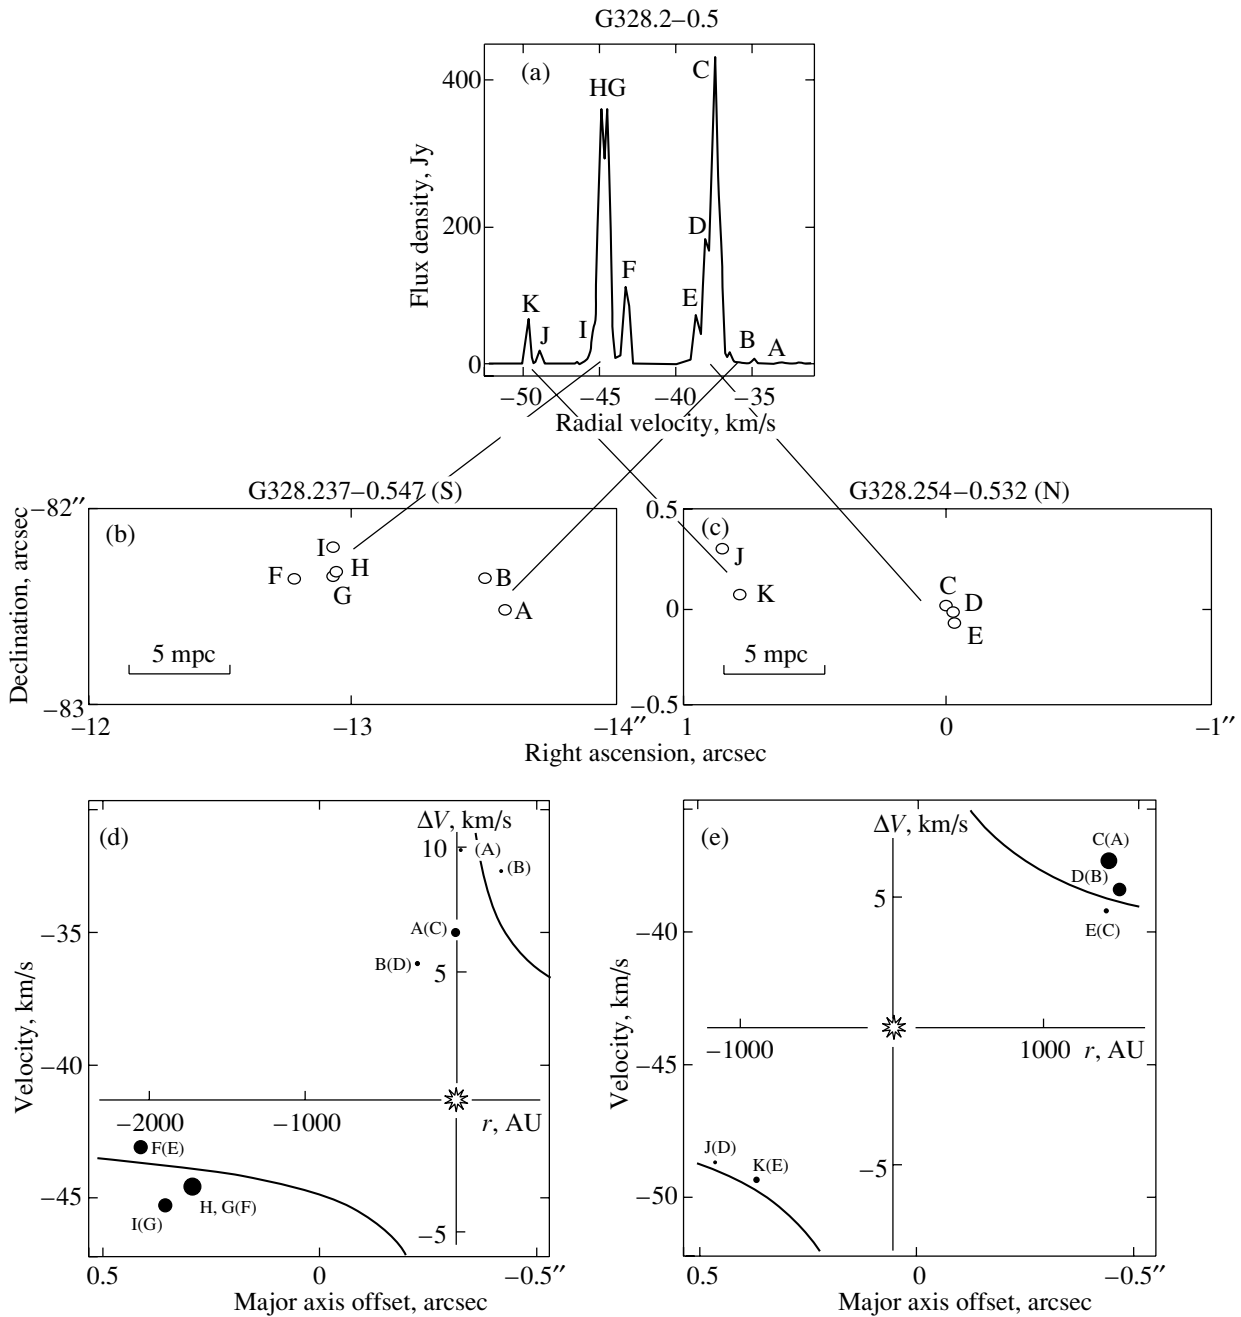 G328.2−0.5
(a)
C
400
HG
Flux density, Jy
200
D
F
E
K
I
J
B
A
0
−50 −45 −40 −35
Radial velocity, km/s
G328.237−0.547 (S)
G328.254−0.532 (N)
−82″
(b)
I
H
F
G
B
A
5 mpc
Declination, arcsec
−83
−12 −13 −14″
0.5
(c)
J
K
C
D
E
0
5 mpc
−0.5
1 0 −1″
Right ascension, arcsec
(d)
ΔV, km/s
10
(A)
(B)
A(C)
−35
B(D)
5
Velocity, km/s
−40
−2000 −1000 r, AU
F(E)
−45
H, G(F)
I(G)
−5
0.5 0 −0.5″
Major axis offset, arcsec
(e)
ΔV, km/s
C(A)
D(B)
5
E(C)
−40
Velocity, km/s
−1000 1000 r, AU
−45
J(D)
K(E)
−5
−50
0.5 0 −0.5″
Major axis offset, arcsec